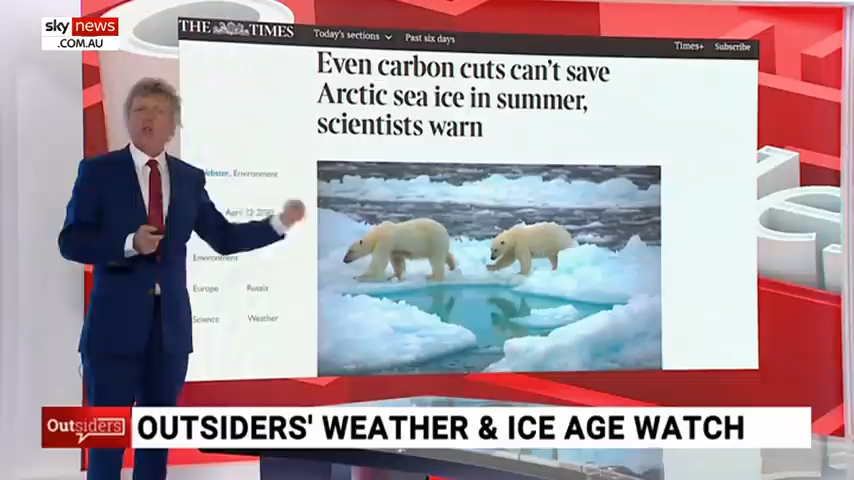 sky news
.COM.AU
THE TIMES
Today's sections
Past six days
Times+
Subscribe
Even carbon cuts can't save
Arctic sea ice in summer,
scientists warn
Environment
Environment
Europe
Russia
Science
Weather
Outsiders
OUTSIDERS' WEATHER & ICE AGE WATCH